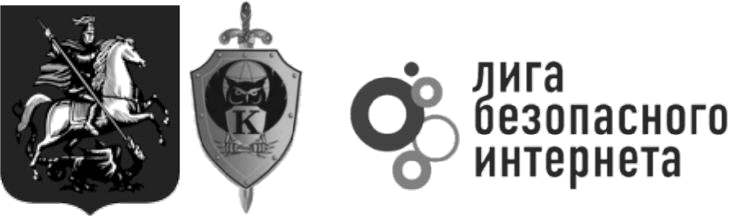 К
лига
безопасного
интернета